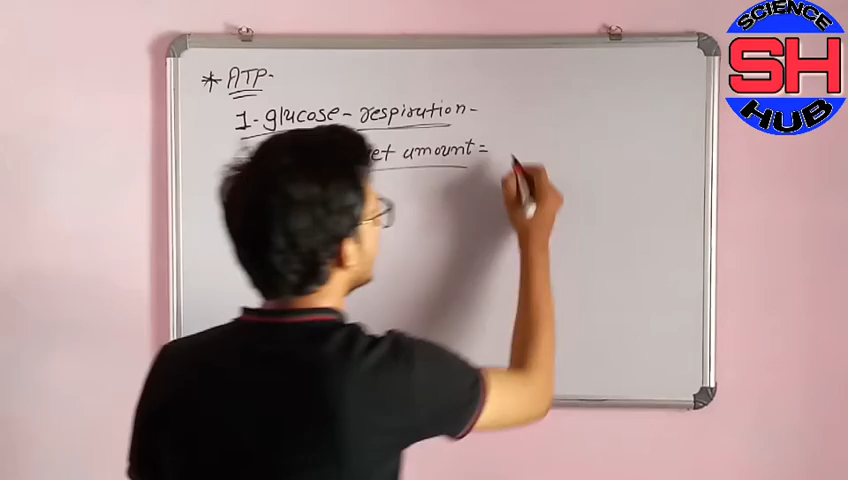 * ATP-
1-glucose-respiration-
et amount =
SCIENCE
SH
HUB